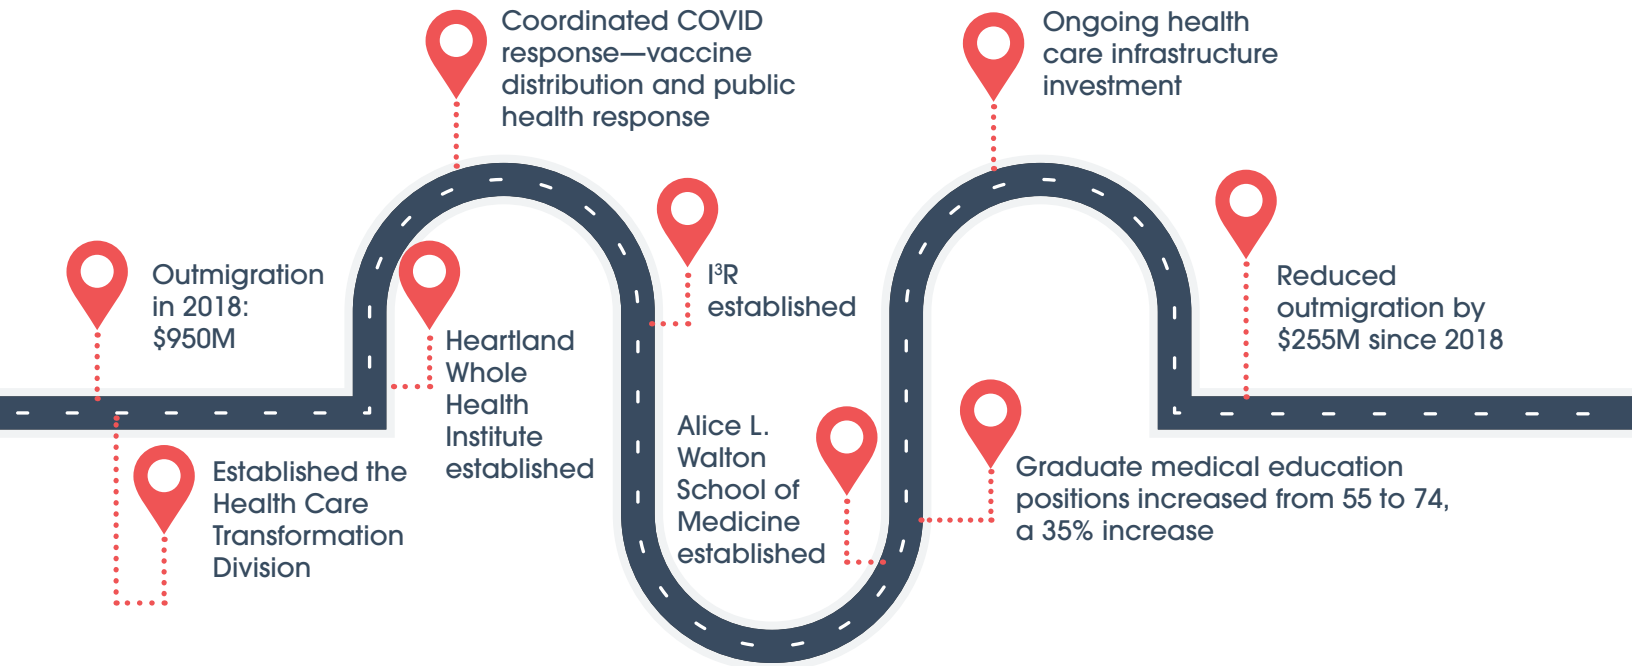 Outmigration
in 2018:
$950M
Established the
Health Care
Transformation
Division
Heartland
Whole
Health
Institute
established
Coordinated COVID
response—vaccine
distribution and public
health response
I³R
established
Alice L.
Walton
School of
Medicine
established
Graduate medical education
positions increased from 55 to 74,
a 35% increase
Ongoing health
care infrastructure
investment
Reduced
outmigration by
$255M since 2018